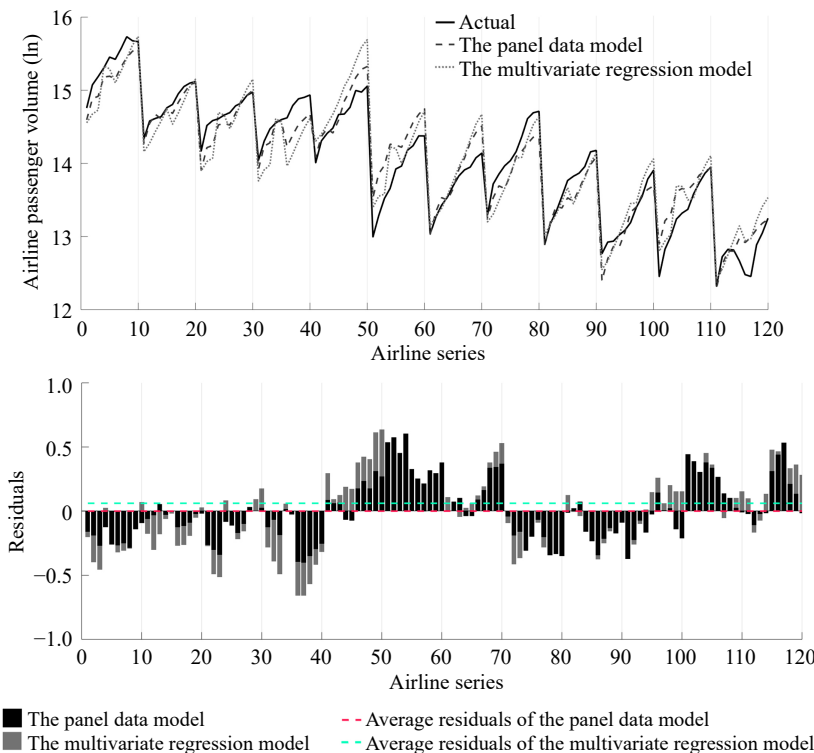 Airline passenger volume (ln)
16
15
14
13
12
Actual
The panel data model
The multivariate regression model
0 10 20 30 40 50 60 70 80 90 100 110 120
Airline series
Residuals
1.0
0.5
0
−0.5
−1.0
0 10 20 30 40 50 60 70 80 90 100 110 120
Airline series
The panel data model
Average residuals of the panel data model
The multivariate regression model
Average residuals of the multivariate regression model